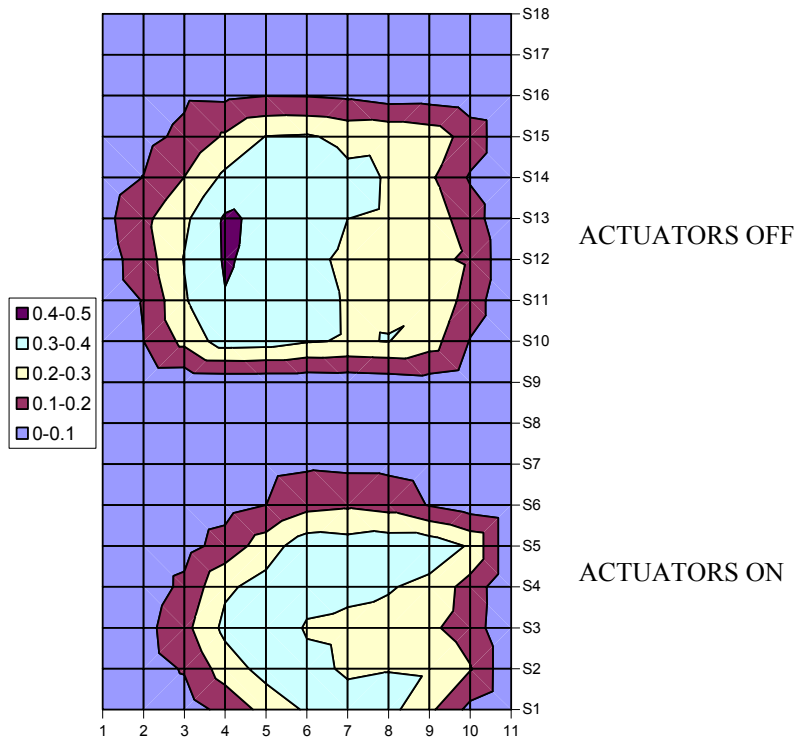 S18
S17
S16
S15
S14
S13
ACTUATORS OFF
S12
S11
0.4-0.5
0.3-0.4
S10
0.2-0.3
S9
0.1-0.2
0-0.1
S8
S7
S6
S5
ACTUATORS ON
S4
S3
S2
S1
1 2 3 4 5 6 7 8 9 10 11